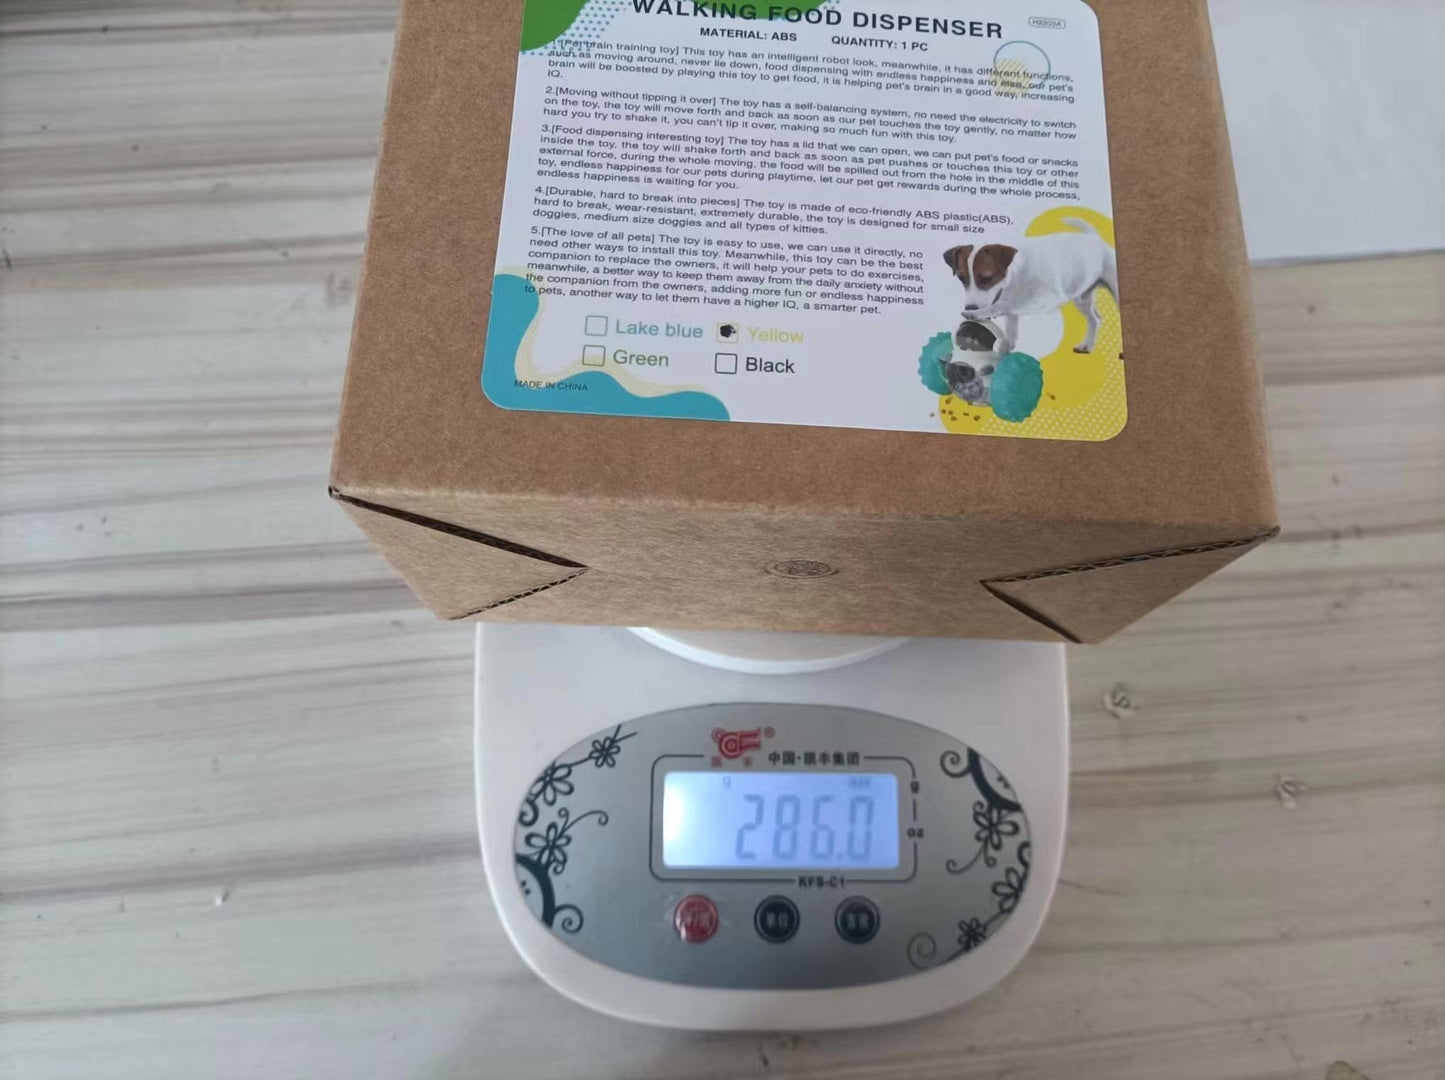 WALKING FOOD DISPENSER
H2203A
MATERIAL: ABS QUANTITY: 1 PC
1.[Pet brain training toy] This toy has an intelligent robot look, meanwhile, it has different functions,
such as moving around, never lie down, food dispensing with endless happiness and else, our pet's
brain will be boosted by playing this toy to get food, it is helping pet's brain in a good way, increasing
IQ.
2.[Moving without tipping it over] The toy has a self-balancing system, no need the electricity to switch
on the toy, the toy will move forth and back as soon as our pet touches the toy gently, no matter how
hard you try to shake it, you can't tip it over, making so much fun with this toy.
3.[Food dispensing interesting toy] The toy has a lid that we can open, we can put pet's food or snacks
inside the toy, the toy will shake forth and back as soon as pet pushes or touches this toy or other
external force, during the whole moving, the food will be spilled out from the hole in the middle of this
toy, endless happiness for our pets during playtime, let our pet get rewards during the whole process,
endless happiness is waiting for you.
4.[Durable, hard to break into pieces] The toy is made of eco-friendly ABS plastic(ABS),
hard to break, wear-resistant, extremely durable, the toy is designed for small size
doggies, medium size doggies and all types of kitties.
5.[The love of all pets] The toy is easy to use, we can use it directly, no
need other ways to install this toy. Meanwhile, this toy can be the best
companion to replace the owners, it will help your pets to do exercises,
meanwhile, a better way to keep them away from the daily anxiety without
the companion from the owners, adding more fun or endless happiness
to pets, another way to let them have a higher IQ, a smarter pet.
Lake blue Yellow
Green Black
MADE IN CHINA
凯丰 ®
中国·凯丰集团
g
286.0
g
oz
KFS-C1